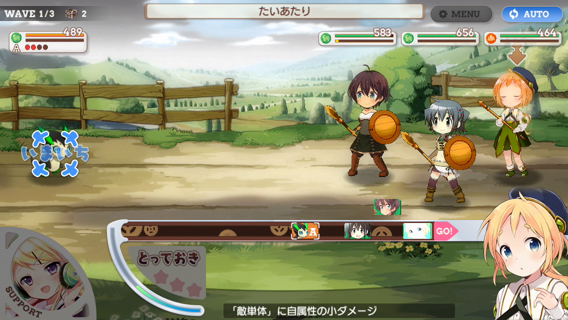 WAVE 1/3
2
たいあたり
MENU
AUTO
489
A
583
656
464
いまいち
A
GO!
とっておき
SUPPORT
「敵単体」に自属性の小ダメージ